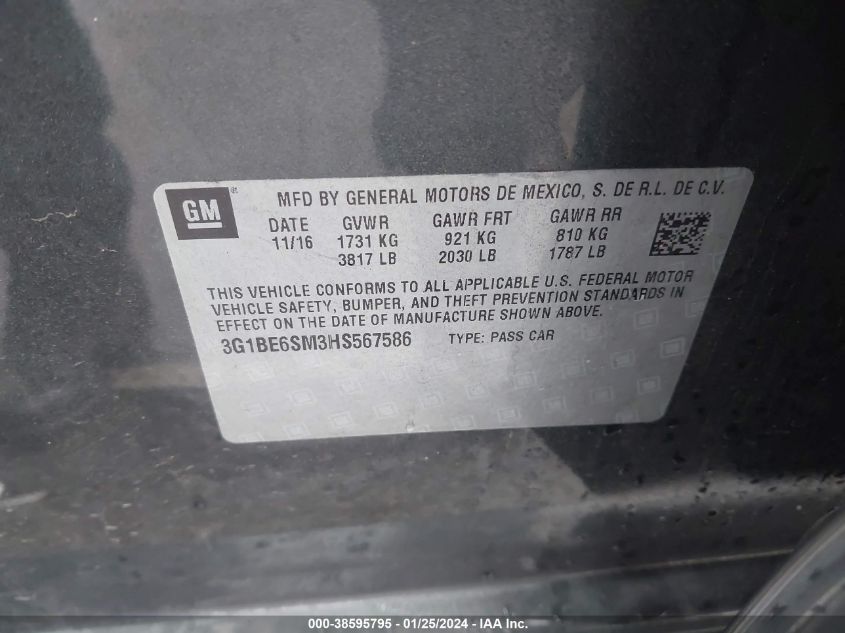 GM ® MFD BY GENERAL MOTORS DE MEXICO, S. DE R.L. DE C.V.
DATE GVWR GAWR FRT GAWR RR
11/16 1731 KG 921 KG 810 KG
3817 LB 2030 LB 1787 LB
THIS VEHICLE CONFORMS TO ALL APPLICABLE U.S. FEDERAL MOTOR
VEHICLE SAFETY, BUMPER, AND THEFT PREVENTION STANDARDS IN
EFFECT ON THE DATE OF MANUFACTURE SHOWN ABOVE.
3G1BE6SM3HS567586 TYPE: PASS CAR
000-38595795 - 01/25/2024 - IAA Inc.